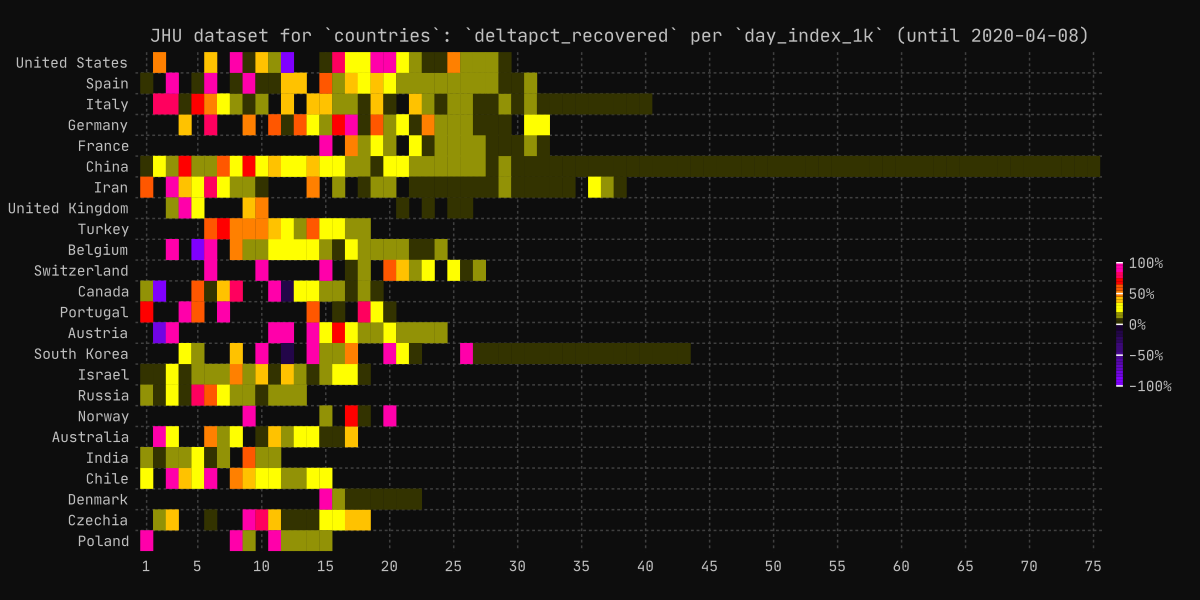 JHU dataset for `countries`: `deltapct_recovered` per `day_index_1k` (until 2020-04-08)
United States
Spain
Italy
Germany
France
China
Iran
United Kingdom
Turkey
Belgium
Switzerland
Canada
Portugal
Austria
South Korea
Israel
Russia
Norway
Australia
India
Chile
Denmark
Czechia
Poland
1 5 10 15 20 25 30 35 40 45 50 55 60 65 70 75
100%
50%
0%
-50%
-100%